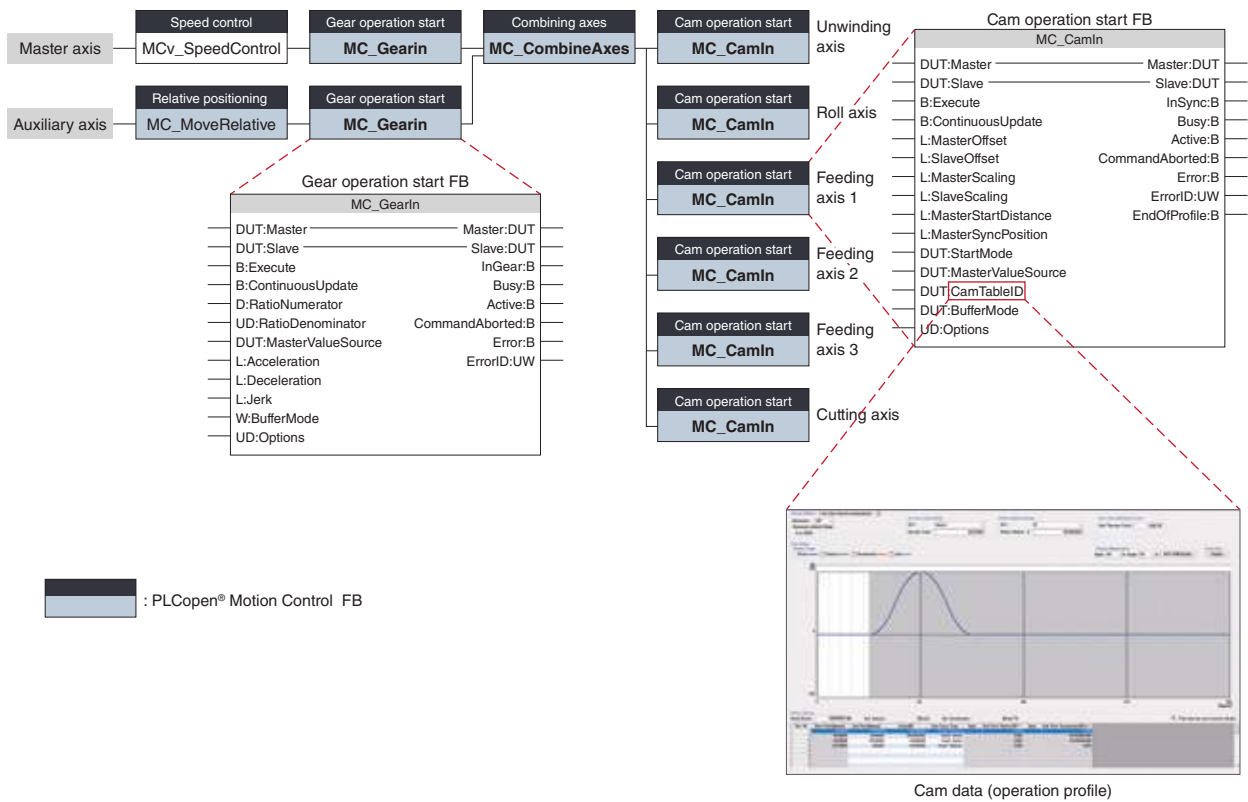 Master axis
Speed control
MCv_SpeedControl
Gear operation start
MC_Gearin
Combining axes
MC_CombineAxes
Auxiliary axis
Relative positioning
MC_MoveRelative
Gear operation start
MC_Gearin
Cam operation start
MC_CamIn
Unwinding
axis
Cam operation start
MC_CamIn
Roll axis
Cam operation start
MC_CamIn
Feeding
axis 1
Cam operation start
MC_CamIn
Feeding
axis 2
Cam operation start
MC_CamIn
Feeding
axis 3
Cam operation start
MC_CamIn
Cutting axis
Gear operation start FB
MC_GearIn
DUT:Master Master:DUT
DUT:Slave Slave:DUT
B:Execute InGear:B
B:ContinuousUpdate Busy:B
D:RatioNumerator Active:B
UD:RatioDenominator CommandAborted:B
DUT:MasterValueSource Error:B
L:Acceleration ErrorID:UW
L:Deceleration
L:Jerk
W:BufferMode
UD:Options
Cam operation start FB
MC_CamIn
DUT:Master Master:DUT
DUT:Slave Slave:DUT
B:Execute InSync:B
B:ContinuousUpdate Busy:B
L:MasterOffset Active:B
L:SlaveOffset CommandAborted:B
L:MasterScaling Error:B
L:SlaveScaling ErrorID:UW
L:MasterStartDistance EndOfProfile:B
L:MasterSyncPosition
DUT:StartMode
DUT:MasterValueSource
DUT:CamTableID
DUT:BufferMode
UD:Options
: PLCopen® Motion Control FB
Cam data (operation profile)